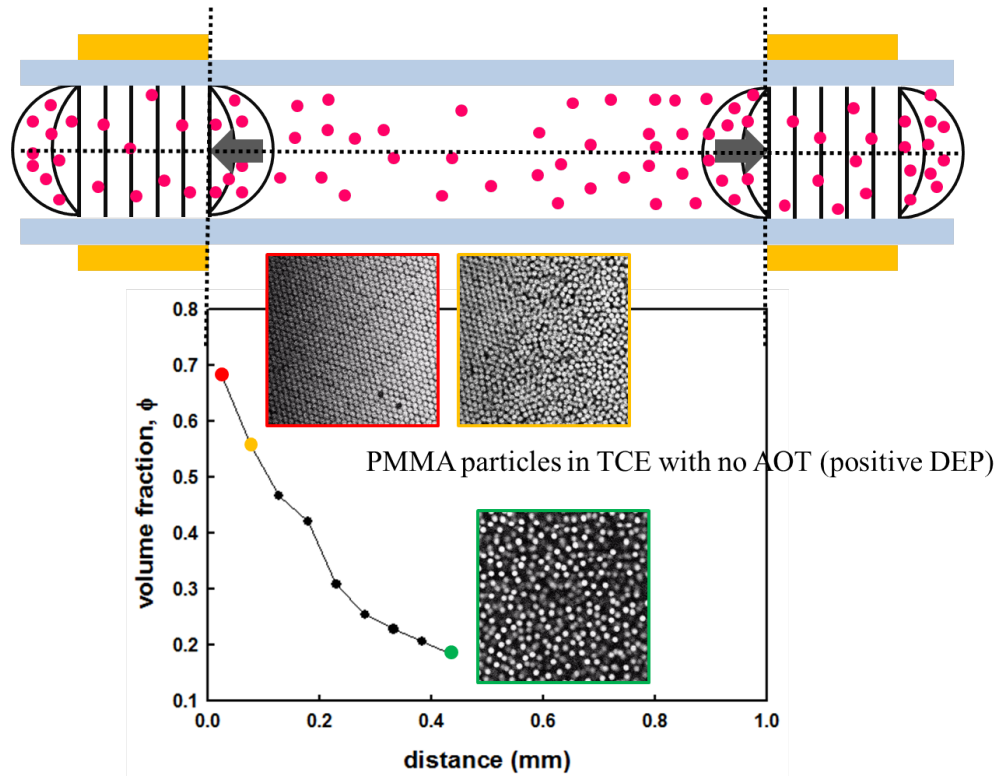 0.8
0.7
0.6
0.5
0.4
0.3
0.2
0.1
volume fraction, ϕ
PMMA particles in TCE with no AOT (positive DEP)
0.0 0.2 0.4 0.6 0.8 1.0
distance (mm)